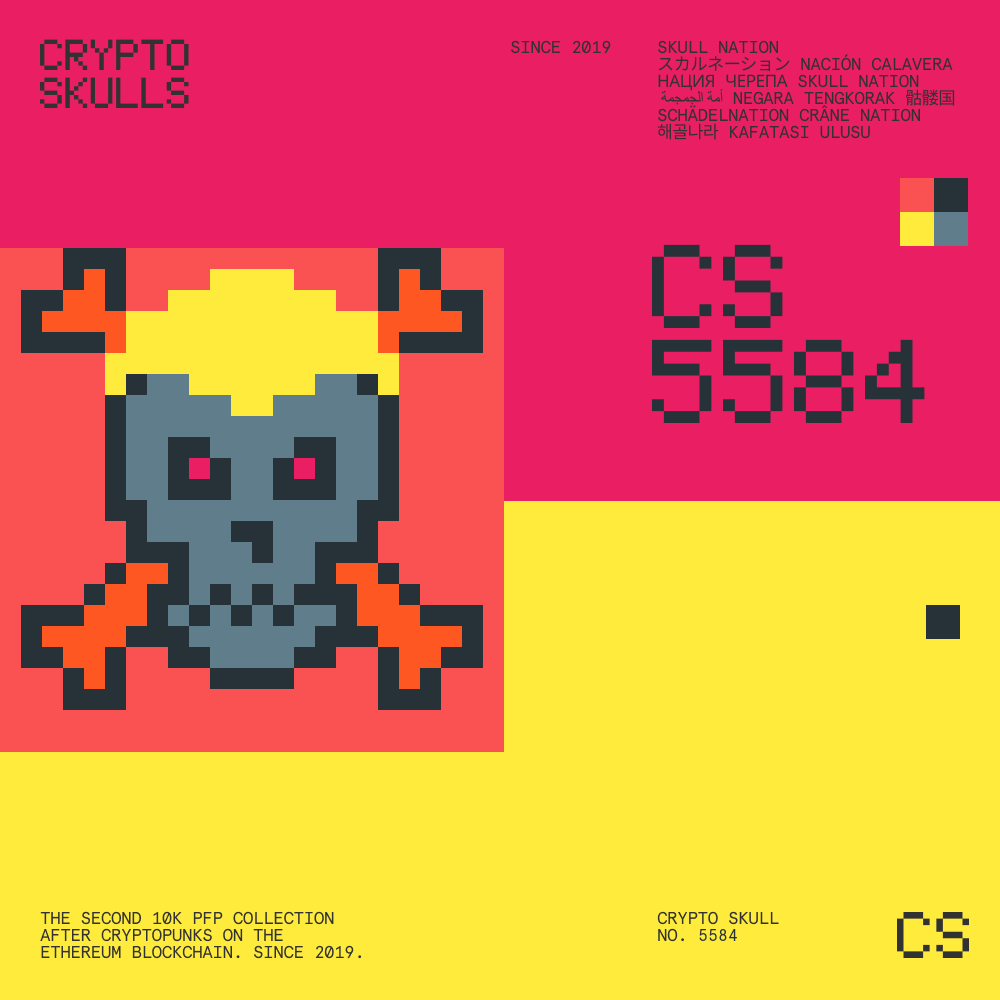 CRYPTO
SKULLS
SINCE 2019
SKULL NATION
スカルネーション NACIÓN CALAVERA
НАЦИЯ ЧЕРЕПА SKULL NATION
أمة الجمجمة NEGARA TENGKORAK 骷髅国
SCHÄDELNATION CRÂNE NATION
해골나라 KAFATASI ULUSU
CS
5584
THE SECOND 10K PFP COLLECTION
AFTER CRYPTOPUNKS ON THE
ETHEREUM BLOCKCHAIN. SINCE 2019.
CRYPTO SKULL
NO. 5584
CS